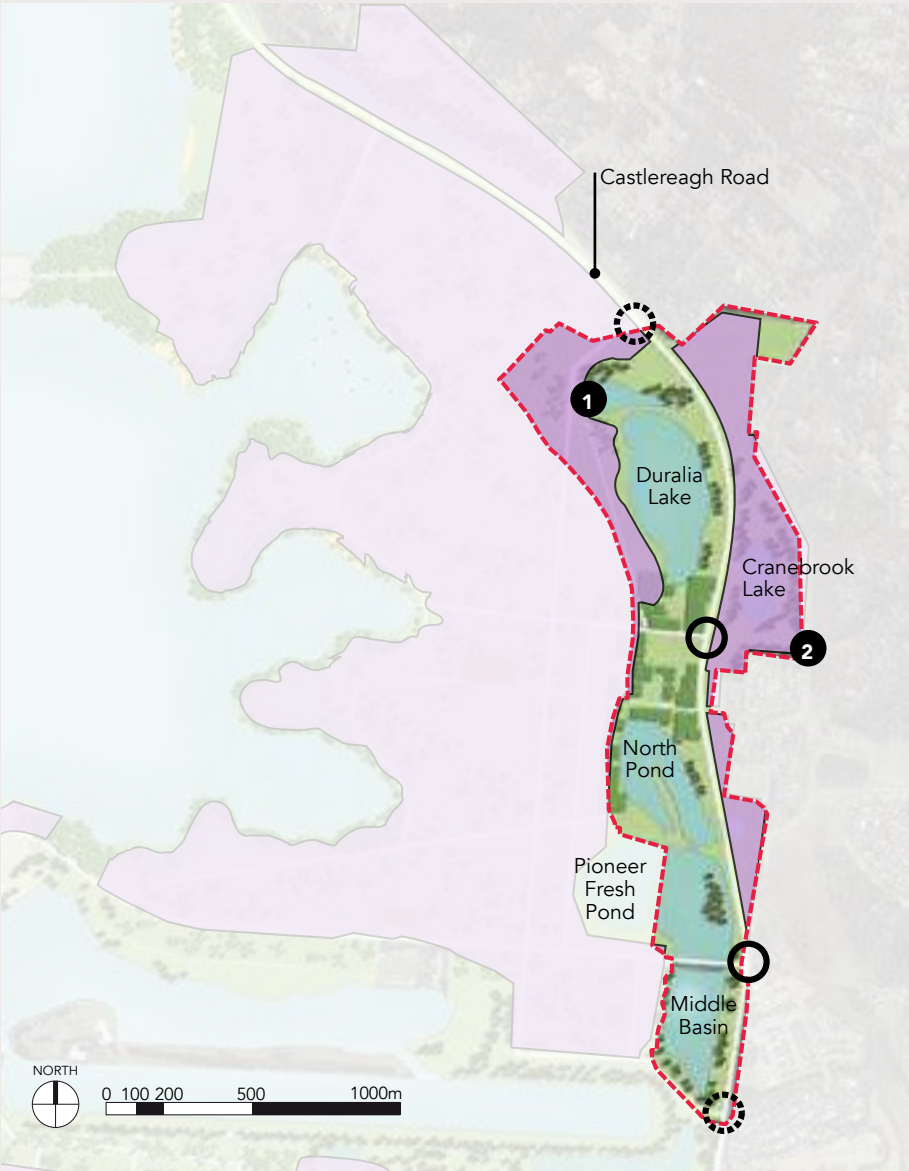 Castlereagh Road
1
Duralia
Lake
Cranebrook
Lake
2
North
Pond
Pioneer
Fresh
Pond
Middle
Basin
NORTH
0 100 200 500 1000m